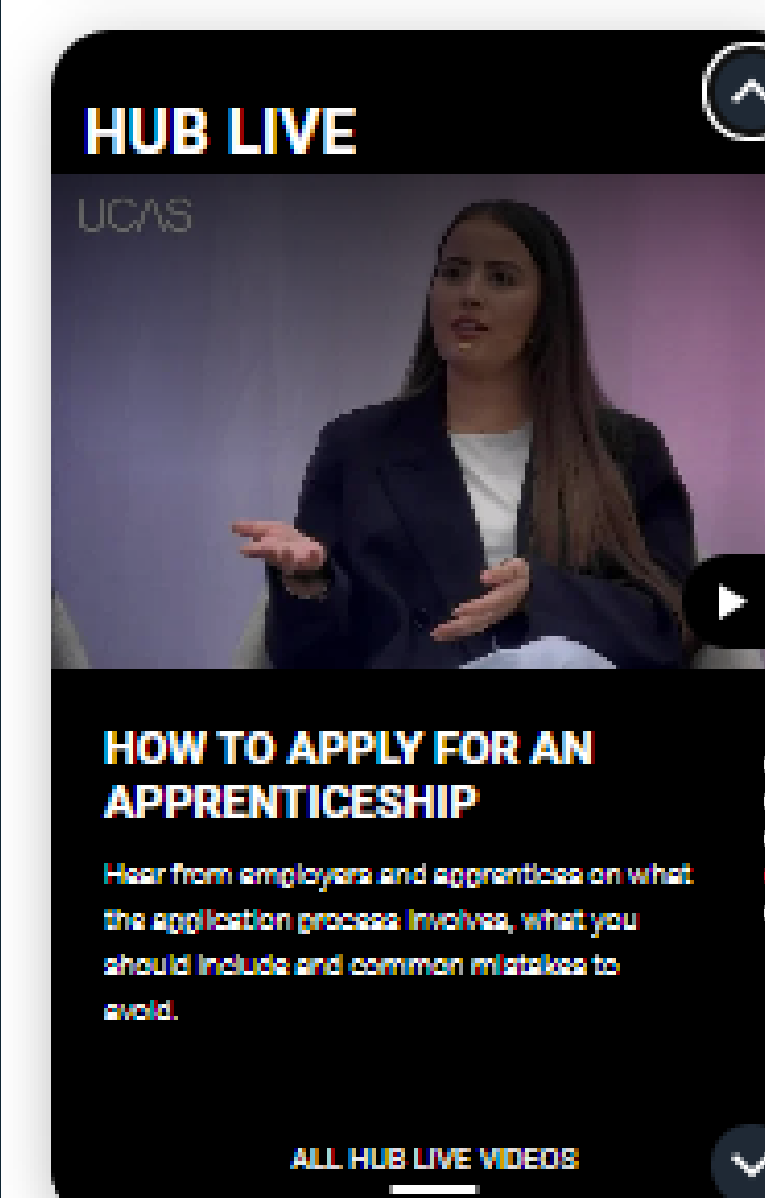 HUB LIVE
UCAS
HOW TO APPLY FOR AN
APPRENTICESHIP
Hear from employers and apprentices on what
the application process involves, what you
should include and common mistakes to
avoid.
ALL HUB LIVE VIDEOS